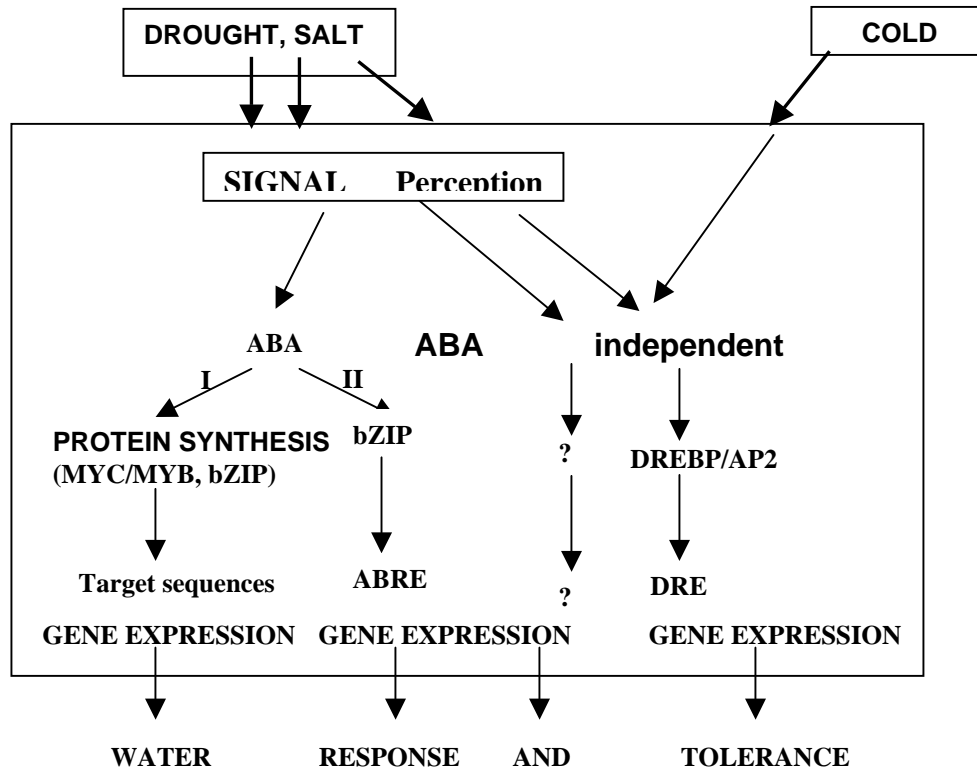 DROUGHT, SALT
COLD
SIGNAL Perception
ABA ABA independent
I II
PROTEIN SYNTHESIS bZIP
(MYC/MYB, bZIP) ? DREBP/AP2
Target sequences ABRE ? DRE
GENE EXPRESSION GENE EXPRESSION GENE EXPRESSION
WATER RESPONSE AND TOLERANCE